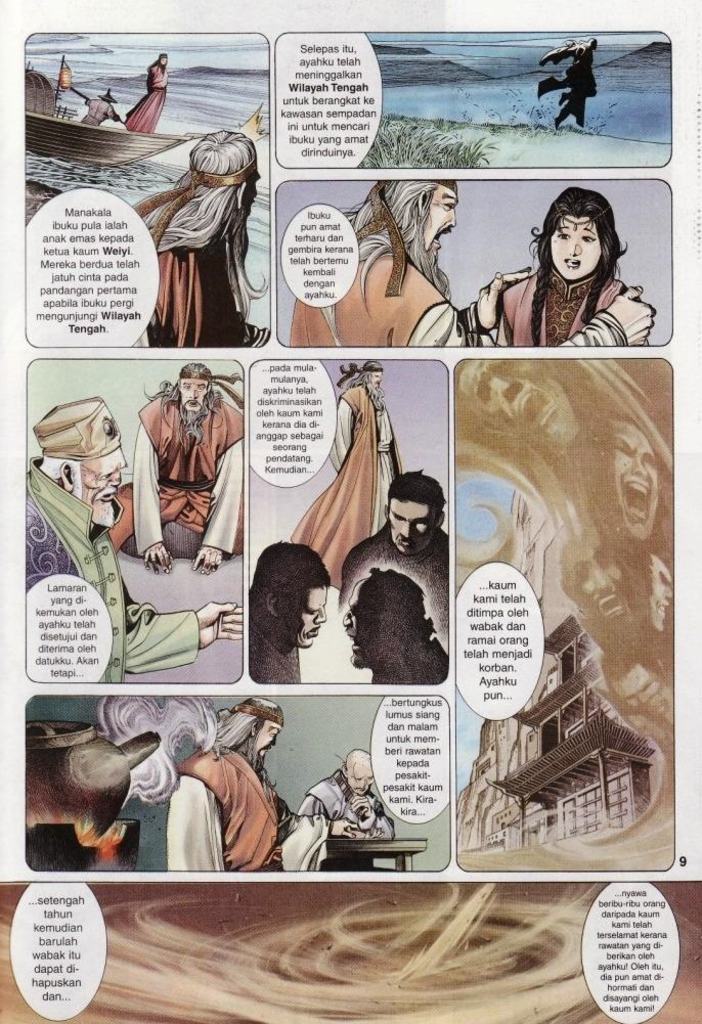 Manakala
ibuku pula ialah
anak emas kepada
ketua kaum Weiyi.
Mereka berdua telah
jatuh cinta pada
pandangan pertama
apabila ibuku pergi
mengunjungi Wilayah
Tengah.
Selepas itu,
ayahku telah
meninggalkan
Wilayah Tengah
untuk berangkat ke
kawasan sempadan
ini untuk mencari
ibuku yang amat
dirinduinya.
Ibuku
pun amat
terharu dan
gembira kerana
telah bertemu
kembali
dengan
ayahku.
Lamaran
yang di-
kemukan oleh
ayahku telah
disetujui dan
diterima oleh
datukku. Akan
tetapi...
...pada mula-
mulanya,
ayahku telah
diskriminasikan
oleh kaum kami
kerana dia di-
anggap sebagai
seorang
pendatang.
Kemudian...
...kaum
kami telah
ditimpa oleh
wabak dan
ramai orang
telah menjadi
korban.
Ayahku
pun...
...bertungkus
lumus siang
dan malam
untuk mem-
beri rawatan
kepada
pesakit-
pesakit kaum
kami. Kira-
kira...
9
...setengah
tahun
kemudian
barulah
wabak itu
dapat di-
hapuskan
dan...
...nyawa
beribu-ribu orang
daripada kaum
kami telah
terselamat kerana
rawatan yang di-
berikan oleh
ayahku! Oleh itu,
dia pun amat di-
hormati dan
disayangi oleh
kaum kami!